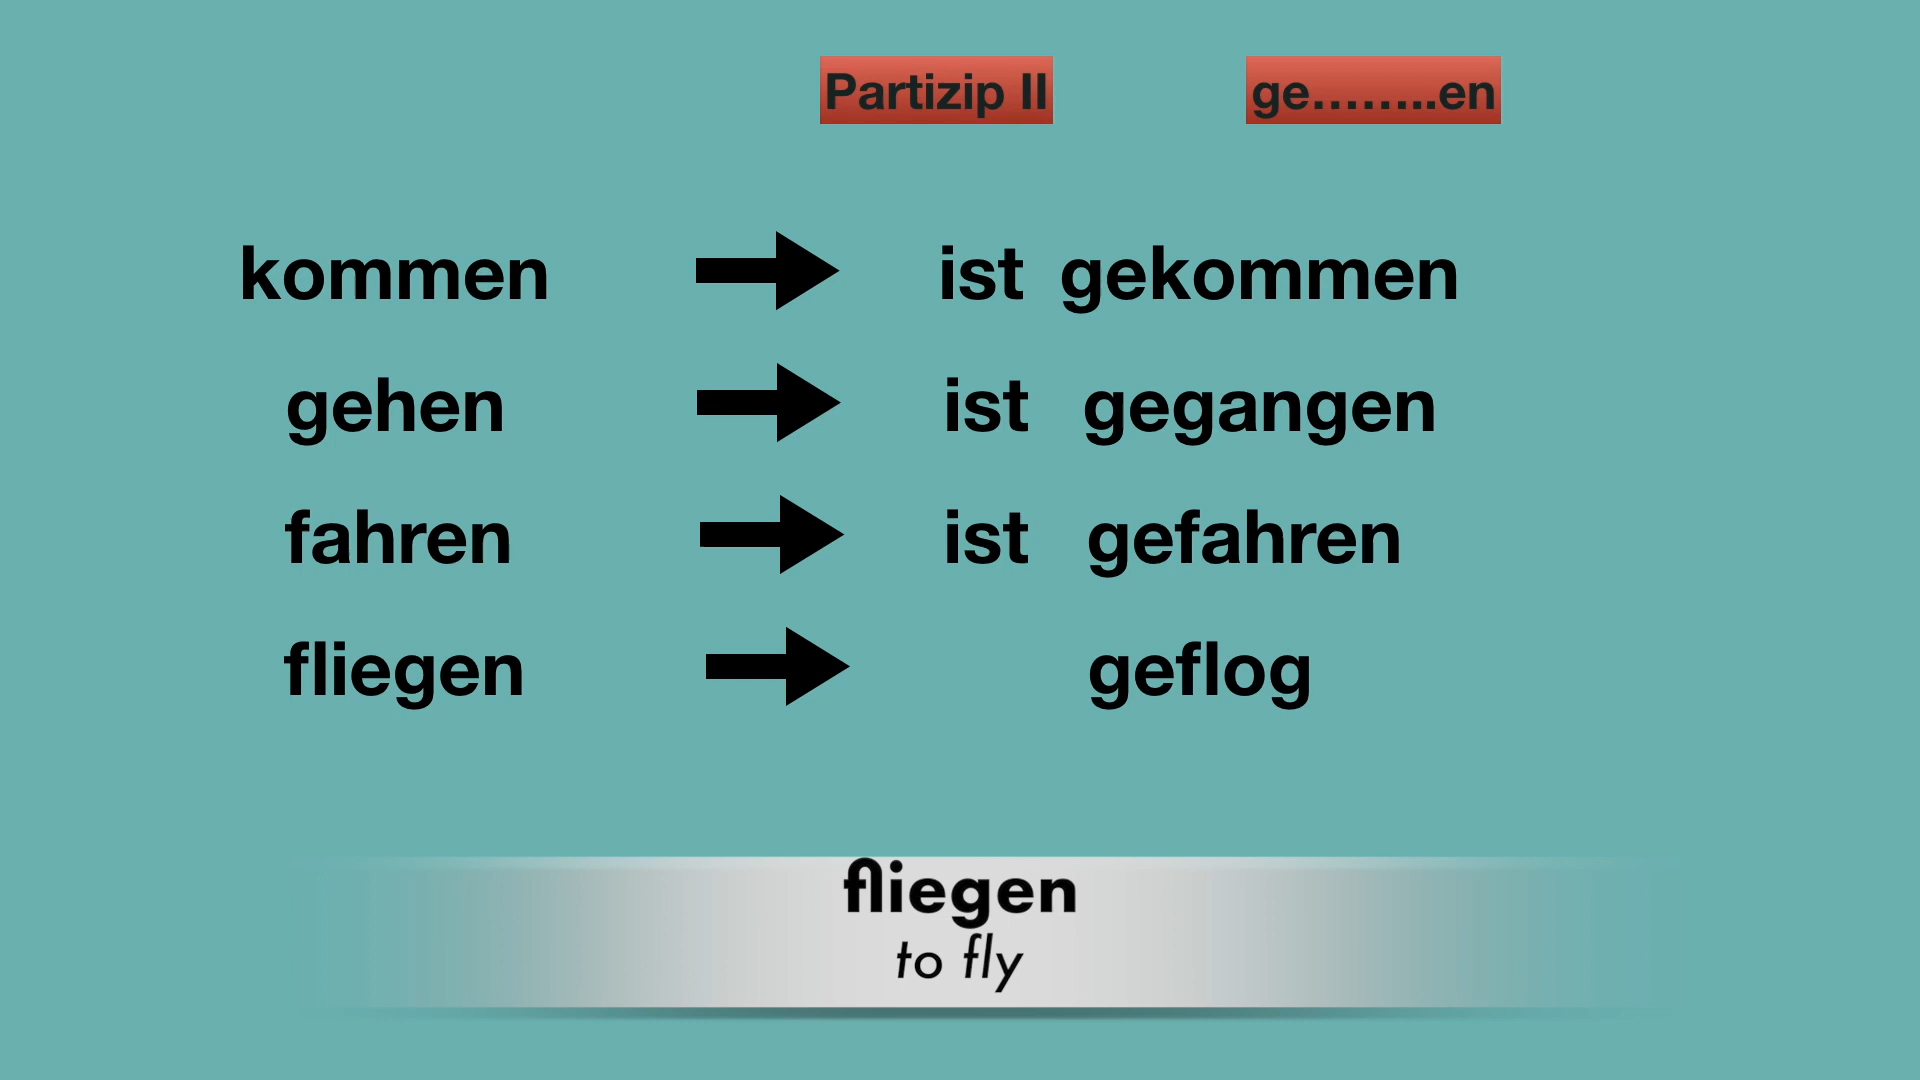 Partizip II ge........en
kommen ist gekommen
gehen ist gegangen
fahren ist gefahren
fliegen geflog
fliegen
to fly